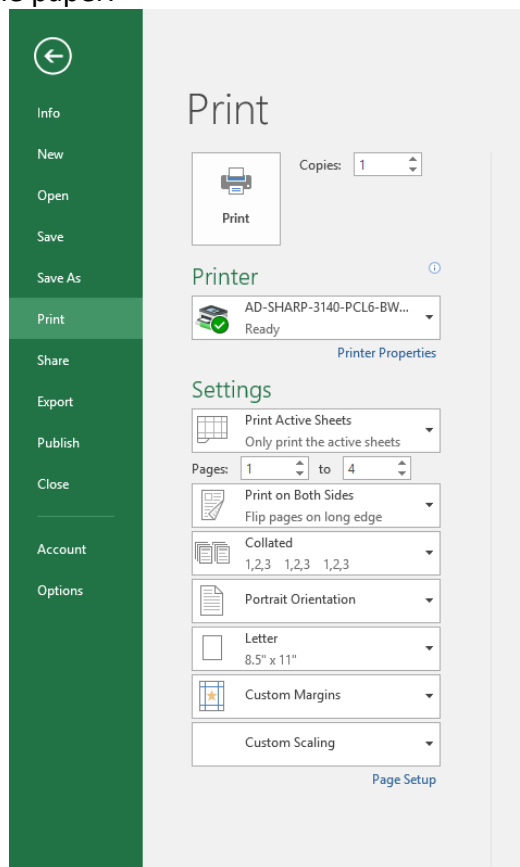 paper.
Info
New
Open
Save
Save As
Print
Share
Export
Publish
Close
Account
Options
Print
Copies: 1
Print
Printer
AD-SHARP-3140-PCL6-BW...
Ready
Printer Properties
Settings
Print Active Sheets
Only print the active sheets
Pages: 1 to 4
Print on Both Sides
Flip pages on long edge
Collated
1,2,3 1,2,3 1,2,3
Portrait Orientation
Letter
8.5" x 11"
Custom Margins
Custom Scaling
Page Setup